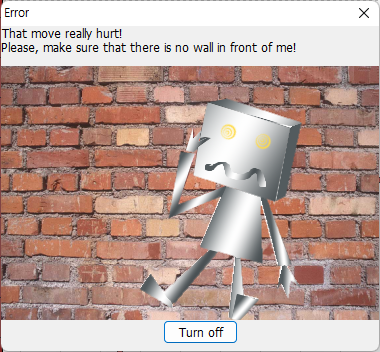 Error
That move really hurt!
Please, make sure that there is no wall in front of me!
Turn off